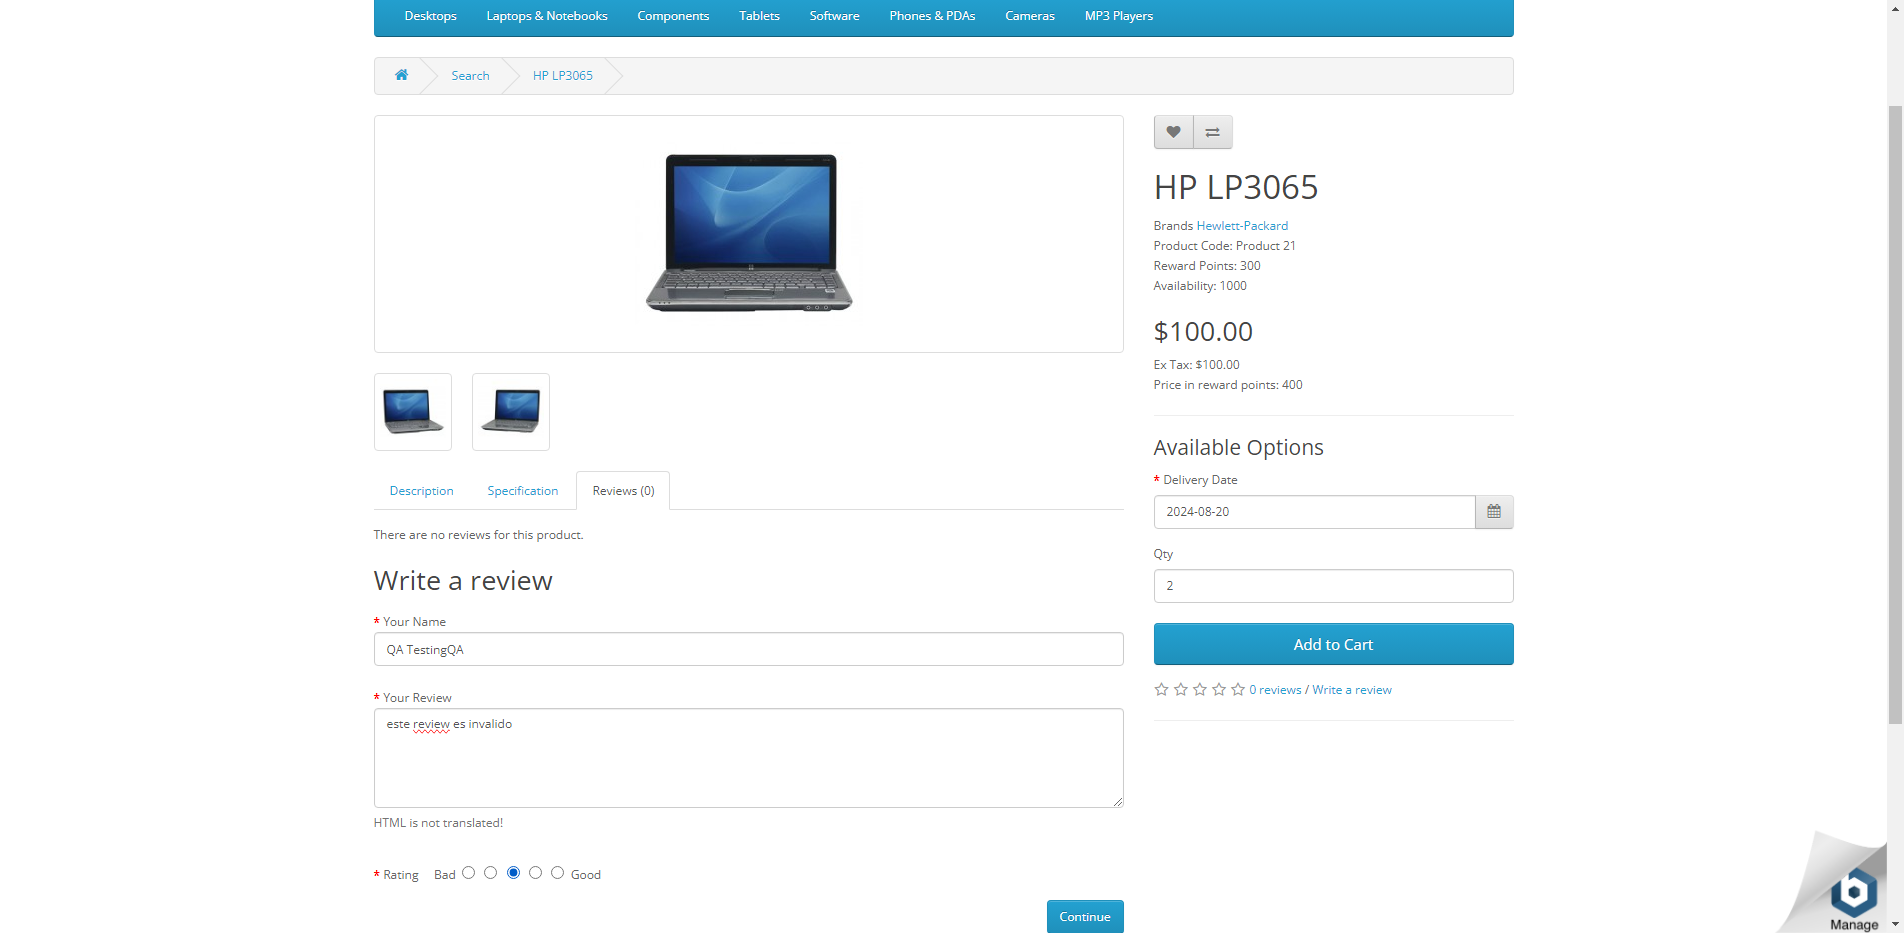 Desktops Laptops & Notebooks Components Tablets Software Phones & PDAs Cameras MP3 Players
Search HP LP3065
HP LP3065
Brands Hewlett-Packard
Product Code: Product 21
Reward Points: 300
Availability: 1000
$100.00
Ex Tax: $100.00
Price in reward points: 400
Available Options
* Delivery Date
2024-08-20
Qty
2
Add to Cart
0 reviews / Write a review
Description Specification Reviews (0)
There are no reviews for this product.
Write a review
* Your Name
QA TestingQA
* Your Review
este review es invalido
HTML is not translated!
* Rating Bad Good
Continue
Manage